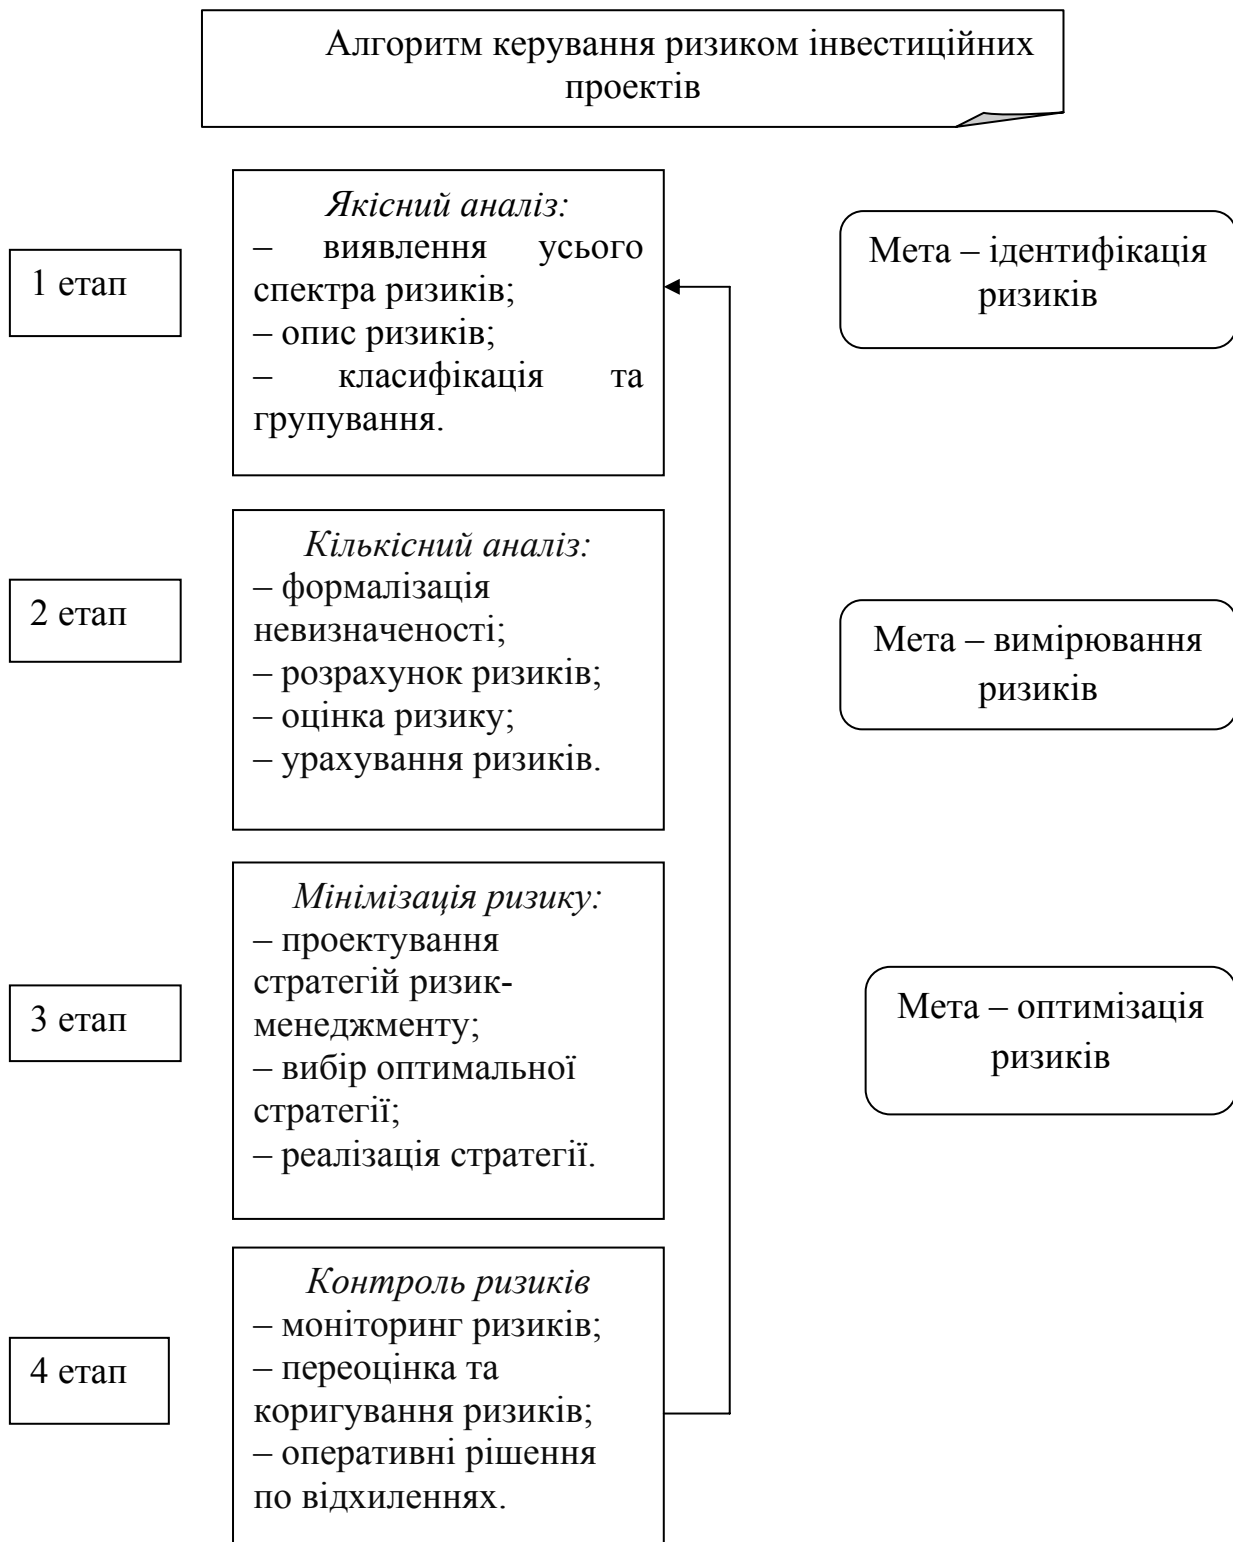 Алгоритм керування ризиком інвестиційних
проектів
1 етап
Якісний аналіз:
– виявлення усього
спектра ризиків;
– опис ризиків;
– класифікація та
групування.
Мета – ідентифікація
ризиків
2 етап
Кількісний аналіз:
– формалізація
невизначеності;
– розрахунок ризиків;
– оцінка ризику;
– урахування ризиків.
Мета – вимірювання
ризиків
3 етап
Мінімізація ризику:
– проектування
стратегій ризик-
менеджменту;
– вибір оптимальної
стратегії;
– реалізація стратегії.
Мета – оптимізація
ризиків
4 етап
Контроль ризиків
– моніторинг ризиків;
– переоцінка та
коригування ризиків;
– оперативні рішення
по відхиленнях.